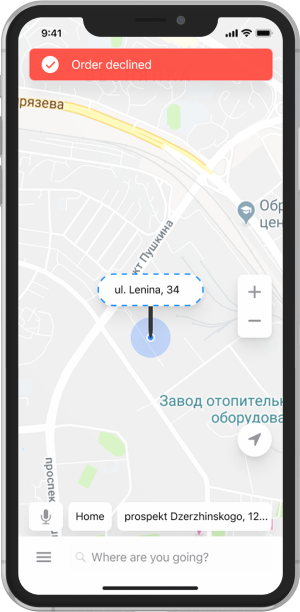 9:41
Order declined
рязева
Обр
цен
кт Пушкина
ul. Lenina, 34
Завод отопительн
оборудова
проспек
Home
prospekt Dzerzhinskogo, 12...
Where are you going?